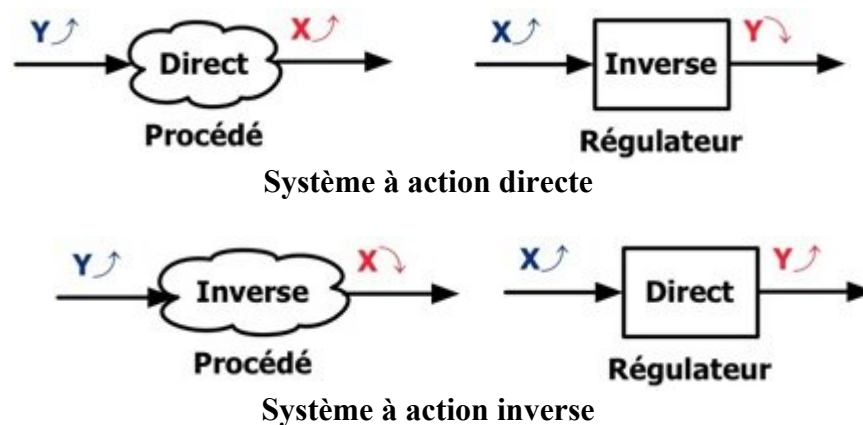 Y X X Y
Direct Inverse
Procédé Régulateur
Système à action directe
Y X X Y
Inverse Direct
Procédé Régulateur
Système à action inverse